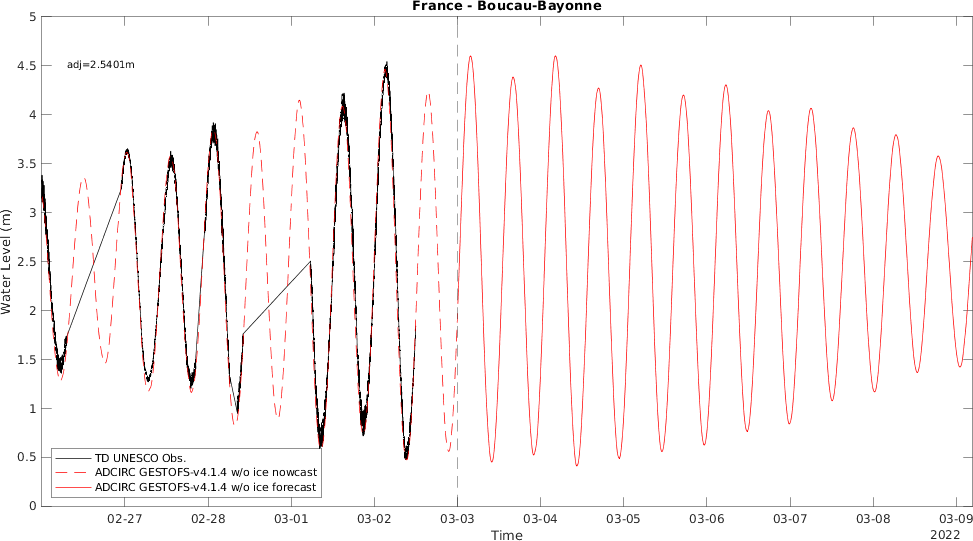 France - Boucau-Bayonne
adj=2.5401m
5
4.5
4
3.5
3
2.5
2
1.5
1
0.5
0
Water Level (m)
TD UNESCO Obs.
ADCIRC GESTOFS-v4.1.4 w/o ice nowcast
ADCIRC GESTOFS-v4.1.4 w/o ice forecast
02-27 02-28 03-01 03-02 03-03 03-04 03-05 03-06 03-07 03-08 03-09
Time
2022